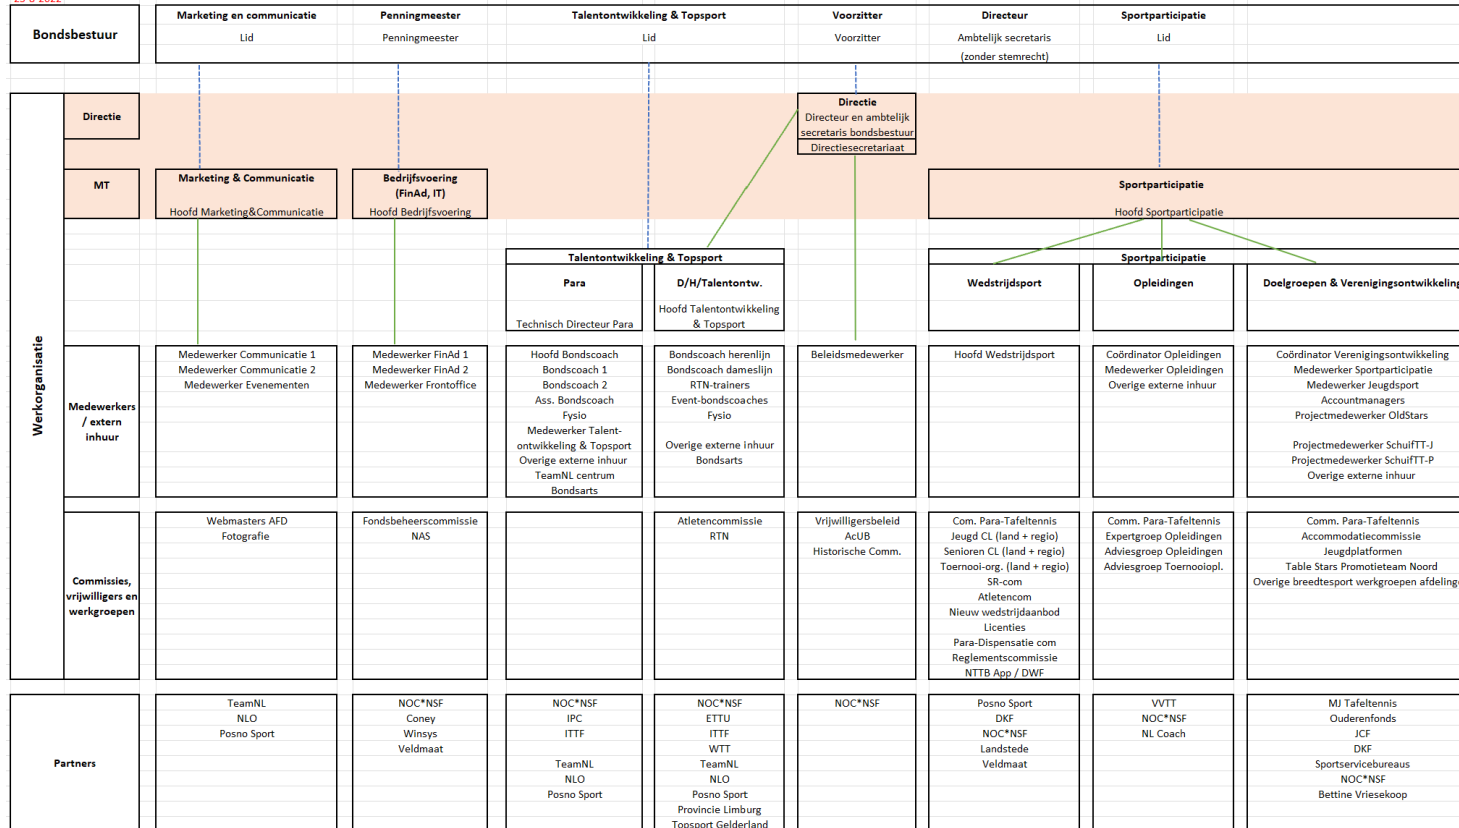 25-8-2022
Bondsbestuur
Marketing en communicatie
Lid
Penningmeester
Penningmeester
Talentontwikkeling & Topsport
Lid
Voorzitter
Voorzitter
Directeur
Ambtelijk secretaris
(zonder stemrecht)
Sportparticipatie
Lid
Werkorganisatie
Directie
Directie
Directeur en ambtelijk
secretaris bondsbestuur
Directiesecretariaat
MT
Marketing & Communicatie
Hoofd Marketing&Communicatie
Bedrijfsvoering
(FinAd, IT)
Hoofd Bedrijfsvoering
Sportparticipatie
Hoofd Sportparticipatie
Talentontwikkeling & Topsport
Para
Technisch Directeur Para
D/H/Talentontw.
Hoofd Talentontwikkeling
& Topsport
Sportparticipatie
Wedstrijdsport
Opleidingen
Doelgroepen & Verenigingsontwikkeling
Medewerkers
/ extern
inhuur
Medewerker Communicatie 1
Medewerker Communicatie 2
Medewerker Evenementen
Medewerker FinAd 1
Medewerker FinAd 2
Medewerker Frontoffice
Hoofd Bondscoach
Bondscoach 1
Bondscoach 2
Ass. Bondscoach
Fysio
Medewerker Talent-
ontwikkeling & Topsport
Overige externe inhuur
TeamNL centrum
Bondsarts
Bondscoach herenlijn
Bondscoach dameslijn
RTN-trainers
Event-bondscoaches
Fysio
Overige externe inhuur
Bondsarts
Beleidsmedewerker
Hoofd Wedstrijdsport
Coördinator Opleidingen
Medewerker Opleidingen
Overige externe inhuur
Coördinator Verenigingsontwikkeling
Medewerker Sportparticipatie
Medewerker Jeugdsport
Accountmanagers
Projectmedewerker OldStars
Projectmedewerker SchuifTT-J
Projectmedewerker SchuifTT-P
Overige externe inhuur
Commissies,
vrijwilligers en
werkgroepen
Webmasters AFD
Fotografie
Fondsbeheerscommissie
NAS
Atletencommissie
RTN
Vrijwilligersbeleid
AcUB
Historische Comm.
Com. Para-Tafeltennis
Jeugd CL (land + regio)
Senioren CL (land + regio)
Toernooi-org. (land + regio)
SR-com
Atletencom
Nieuw wedstrijdaanbod
Licenties
Para-Dispensatie com
Reglementscommissie
NTTB App / DWF
Comm. Para-Tafeltennis
Expertgroep Opleidingen
Adviesgroep Opleidingen
Adviesgroep Toernooiopl.
Comm. Para-Tafeltennis
Accommodatiecommissie
Jeugdplatformen
Table Stars Promotieteam Noord
Overige breedtesport werkgroepen afdeling
Partners
TeamNL
NLO
Posno Sport
NOC*NSF
Coney
Winsys
Veldmaat
NOC*NSF
IPC
ITTF
TeamNL
NLO
Posno Sport
NOC*NSF
ETTU
ITTF
WTT
TeamNL
NLO
Posno Sport
Provincie Limburg
Topsport Gelderland
NOC*NSF
Posno Sport
DKF
NOC*NSF
Landstede
Veldmaat
VVTT
NOC*NSF
NL Coach
MJ Tafeltennis
Ouderenfonds
JCF
DKF
Sportservicebureaus
NOC*NSF
Bettine Vriesekoop